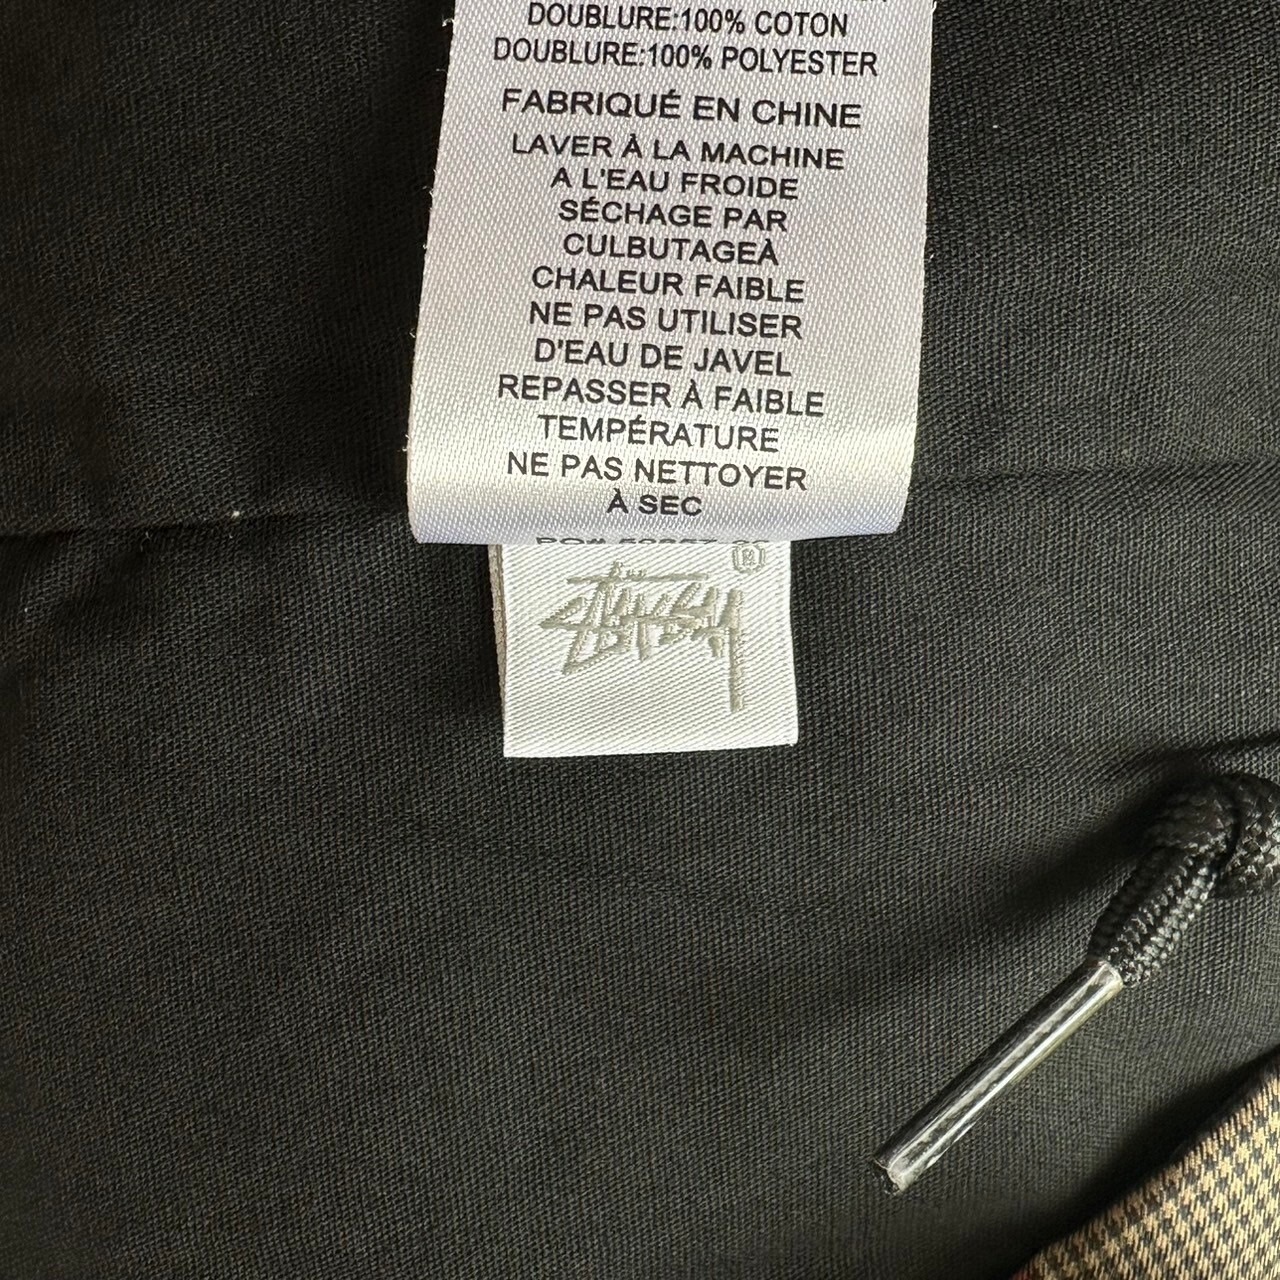 DOUBLURE:100% COTON
DOUBLURE:100% POLYESTER
FABRIQUÉ EN CHINE
LAVER À LA MACHINE
A L'EAU FROIDE
SÉCHAGE PAR
CULBUTAGEÀ
CHALEUR FAIBLE
NE PAS UTILISER
D'EAU DE JAVEL
REPASSER À FAIBLE
TEMPÉRATURE
NE PAS NETTOYER
À SEC
®
STÜSSY